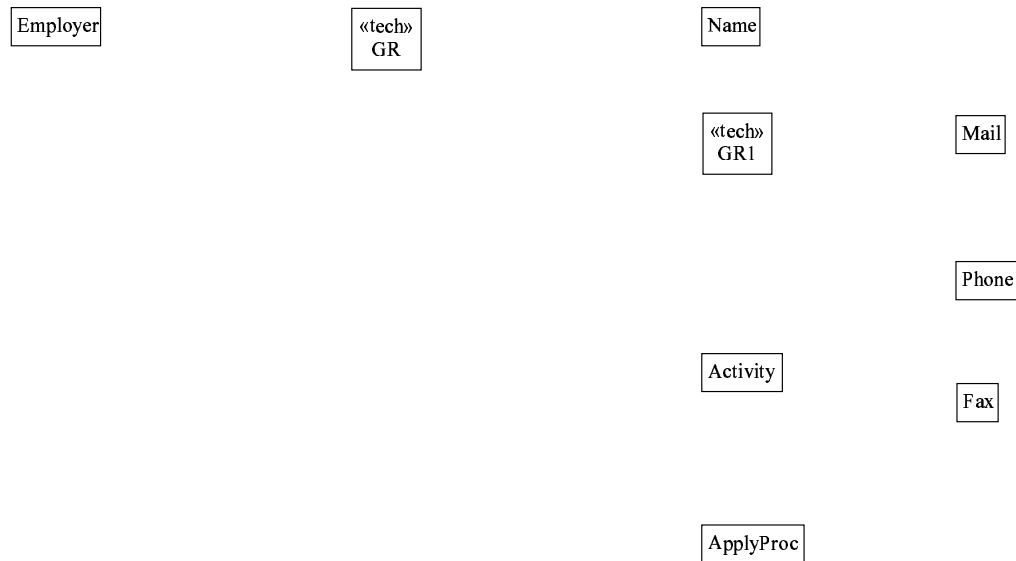 Employer
«tech»
GR
Name
«tech»
GR1
Mail
Phone
Activity
Fax
ApplyProc